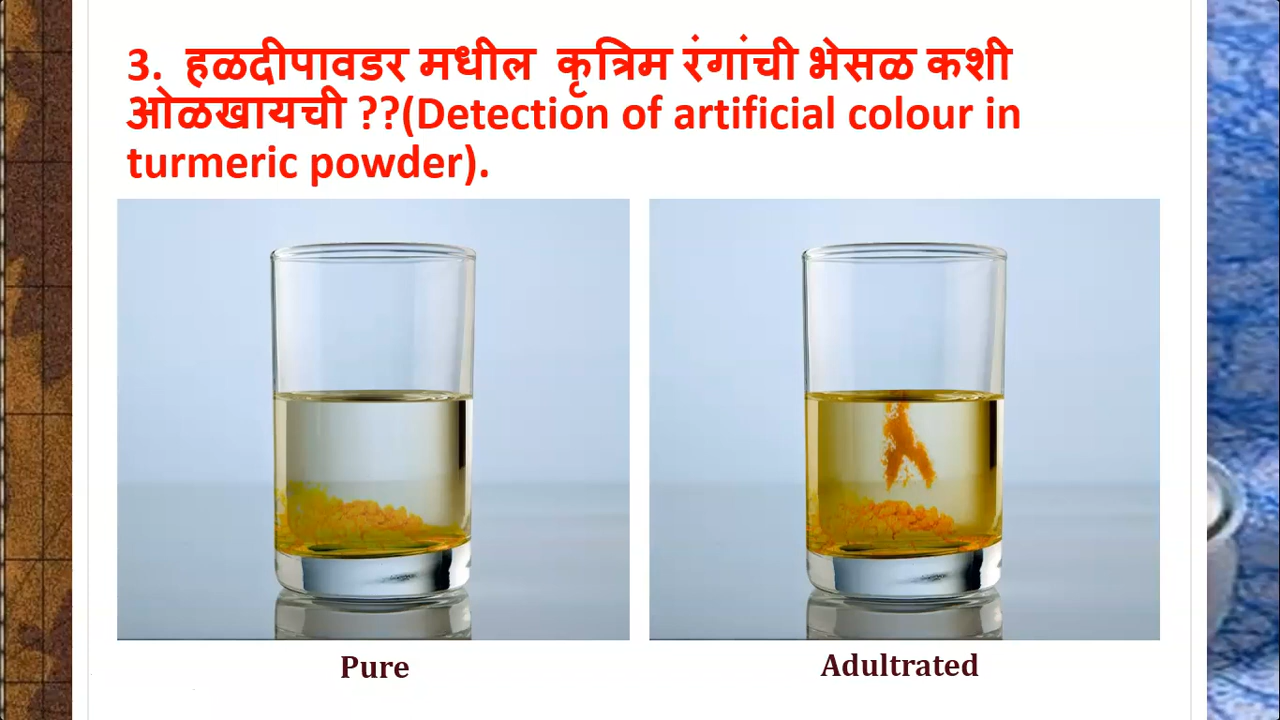 3. हळदीपावडर मधील कृत्रिम रंगांची भेसळ कशी
ओळखायची ??(Detection of artificial colour in
turmeric powder).
Pure
Adultrated